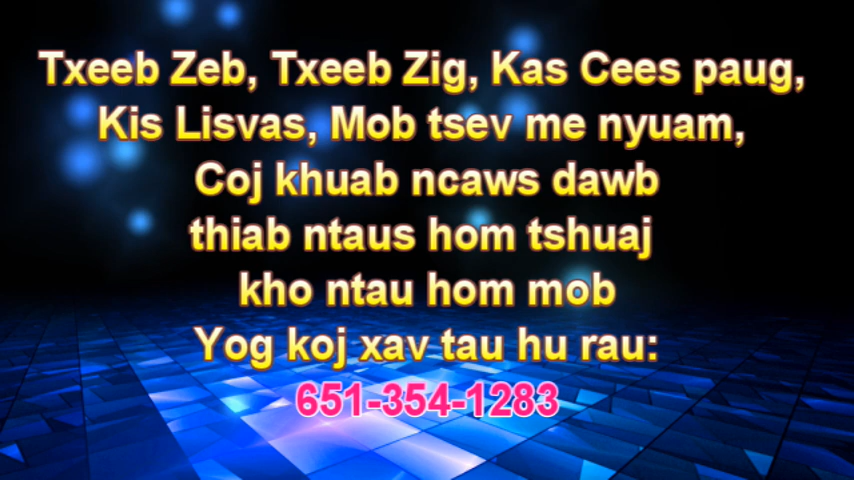 Txeeb Zeb, Txeeb Zig, Kas Cees paug,
Kis Lisvas, Mob tsev me nyuam,
Coj khuab ncaws dawb
thiab ntaus hom tshuaj
kho ntau hom mob
Yog koj xav tau hu rau:
651-354-1283